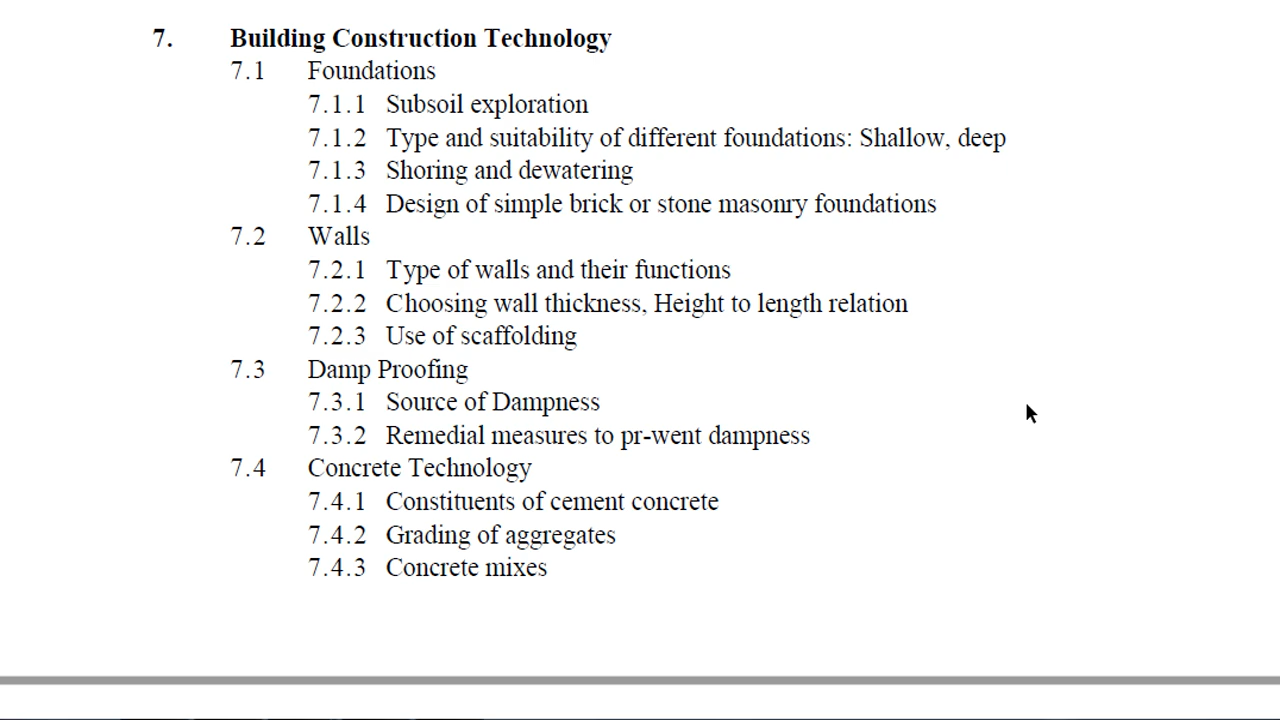 7. Building Construction Technology
7.1 Foundations
7.1.1 Subsoil exploration
7.1.2 Type and suitability of different foundations: Shallow, deep
7.1.3 Shoring and dewatering
7.1.4 Design of simple brick or stone masonry foundations
7.2 Walls
7.2.1 Type of walls and their functions
7.2.2 Choosing wall thickness, Height to length relation
7.2.3 Use of scaffolding
7.3 Damp Proofing
7.3.1 Source of Dampness
7.3.2 Remedial measures to pr-went dampness
7.4 Concrete Technology
7.4.1 Constituents of cement concrete
7.4.2 Grading of aggregates
7.4.3 Concrete mixes